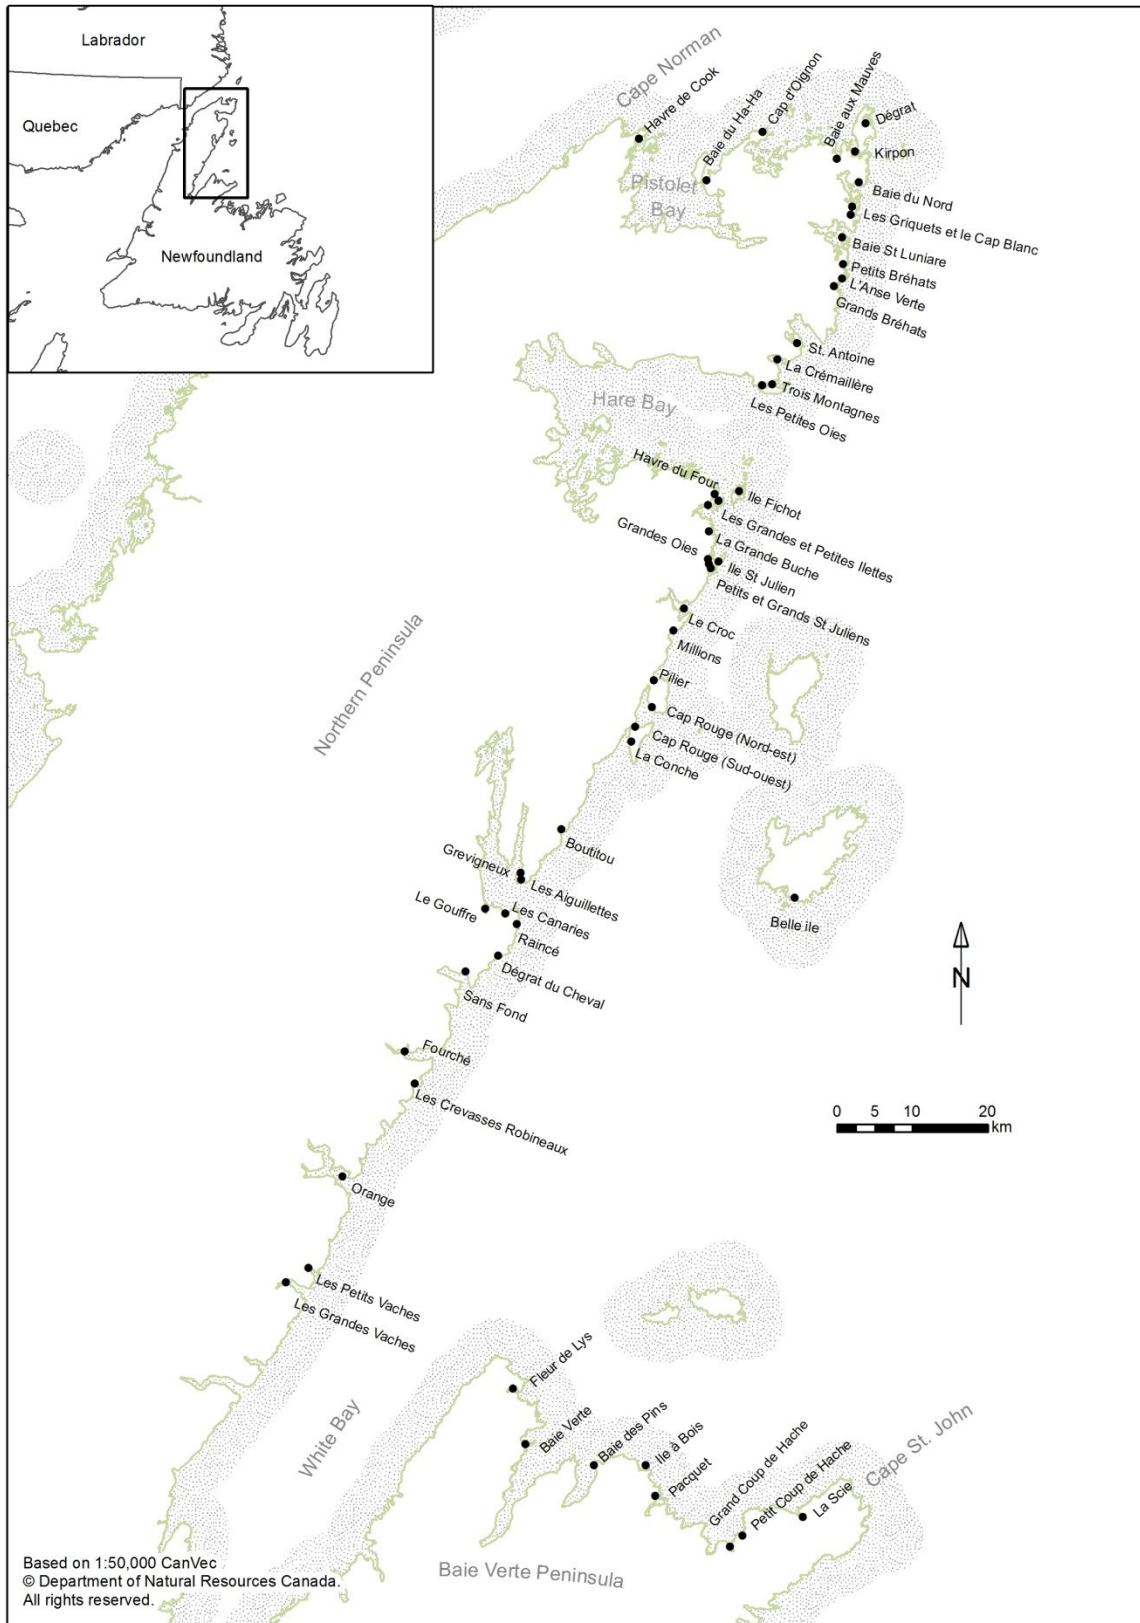 Labrador
Quebec
Newfoundland
Cape Norman
Havre de Cook
Baie du Ha-Ha
Cap d'Oignon
Baie aux Mauves
Dégrat
Kirpon
Pistolet
Bay
Baie du Nord
Les Griquets et le Cap Blanc
Baie St Luniare
Petits Bréhats
L'Anse Verte
Grands Bréhats
St. Antoine
La Crémaillère
Trois Montagnes
Les Petites Oies
Hare Bay
Havre du Four
Ile Fichot
Les Grandes et Petites Ilettes
La Grande Buche
Grandes Oies
Ile St Julien
Petits et Grands St Juliens
Le Croc
Millions
Pilier
Cap Rouge (Nord-est)
Cap Rouge (Sud-ouest)
La Conche
Northern Peninsula
Boutitou
Grevigneux
Les Aiguillettes
Le Gouffre
Les Canaries
Raincé
Belle ile
Dégrat du Cheval
Sans Fond
N
Fourché
Les Crevasses Robineaux
0 5 10 20
km
Orange
Les Petits Vaches
Les Grandes Vaches
White Bay
Fleur de Lys
Baie Verte
Baie des Pins
Ile à Bois
Pacquet
Grand Coup de Hache
Petit Coup de Hache
La Scie
Cape St. John
Baie Verte Peninsula
Based on 1:50,000 CanVec
© Department of Natural Resources Canada.
All rights reserved.